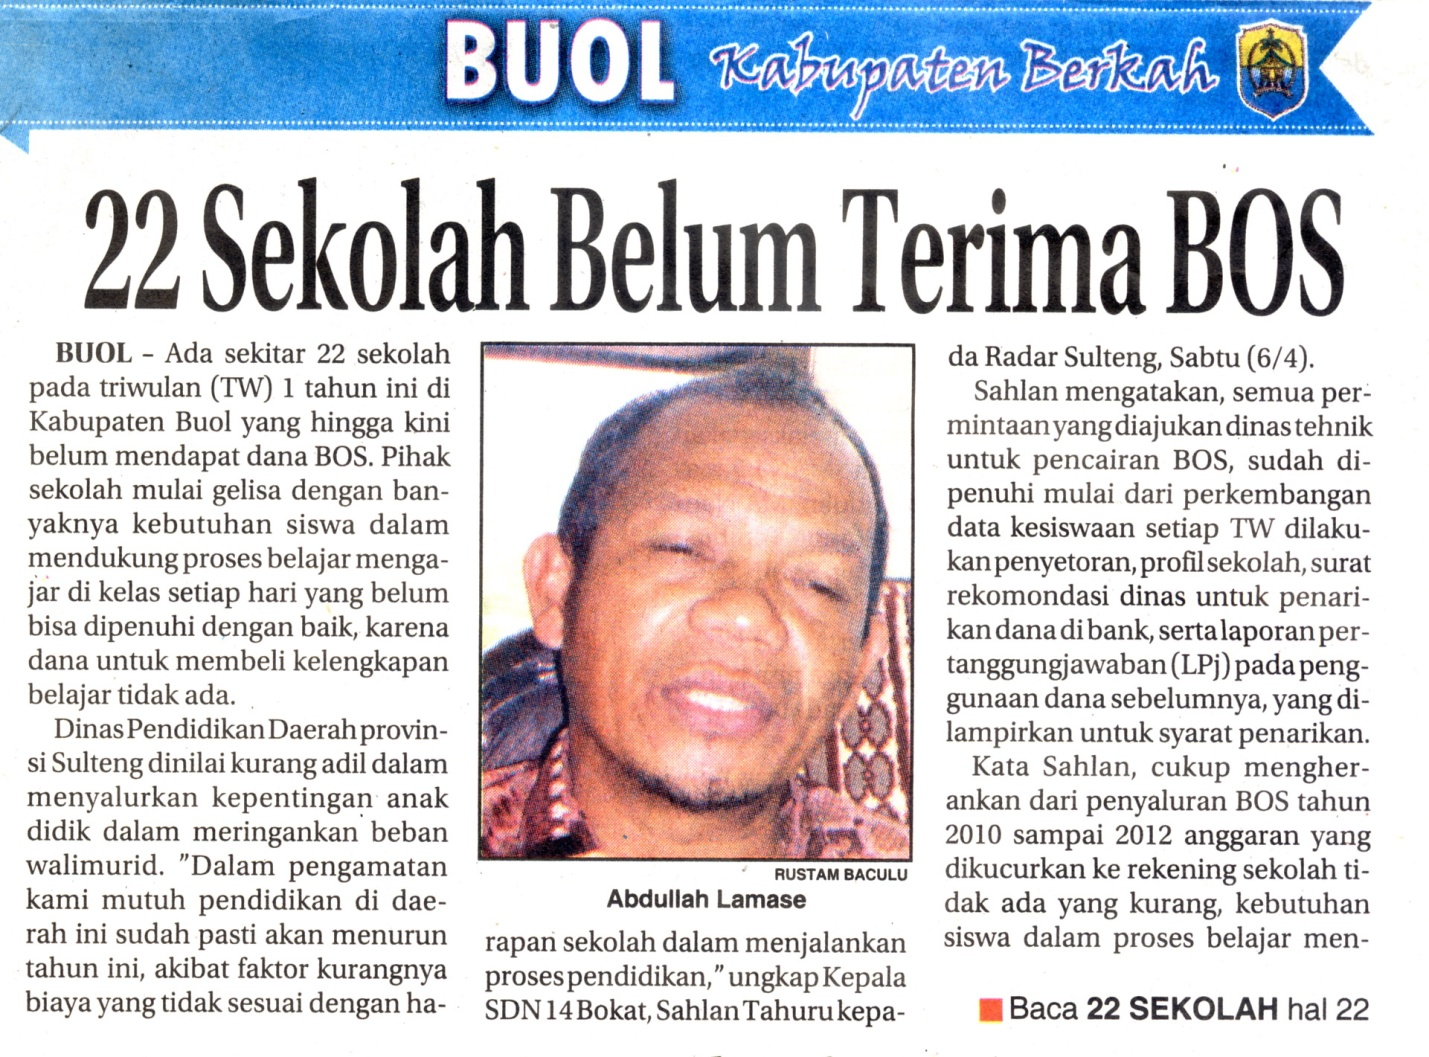 BUOL Kabupaten Berkah
22 Sekolah Belum Terima BOS
BUOL - Ada sekitar 22 sekolah
pada triwulan (TW) 1 tahun ini di
Kabupaten Buol yang hingga kini
belum mendapat dana BOS. Pihak
sekolah mulai gelisa dengan ban-
yaknya kebutuhan siswa dalam
mendukung proses belajar menga-
jar di kelas setiap hari yang belum
bisa dipenuhi dengan baik, karena
dana untuk membeli kelengkapan
belajar tidak ada.
Dinas Pendidikan Daerah provin-
si Sulteng dinilai kurang adil dalam
menyalurkan kepentingan anak
didik dalam meringankan beban
walimurid. "Dalam pengamatan
kami mutuh pendidikan di dae-
rah ini sudah pasti akan menurun
tahun ini, akibat faktor kurangnya
biaya yang tidak sesuai dengan ha-
RUSTAM BACULU
Abdullah Lamase
rapan sekolah dalam menjalankan
proses pendidikan," ungkap Kepala
SDN 14 Bokat, Sahlan Tahuru kepa-
da Radar Sulteng, Sabtu (6/4).
Sahlan mengatakan, semua per-
mintaan yang diajukan dinas tehnik
untuk pencairan BOS, sudah di-
penuhi mulai dari perkembangan
data kesiswaan setiap TW dilaku-
kan penyetoran, profil sekolah, surat
rekomondasi dinas untuk penari-
kan dana di bank, serta laporan per-
tanggungjawaban (LPj) pada peng-
gunaan dana sebelumnya, yang di-
lampirkan untuk syarat penarikan.
Kata Sahlan, cukup mengher-
ankan dari penyaluran BOS tahun
2010 sampai 2012 anggaran yang
dikucurkan ke rekening sekolah ti-
dak ada yang kurang, kebutuhan
siswa dalam proses belajar men-
Baca 22 SEKOLAH hal 22